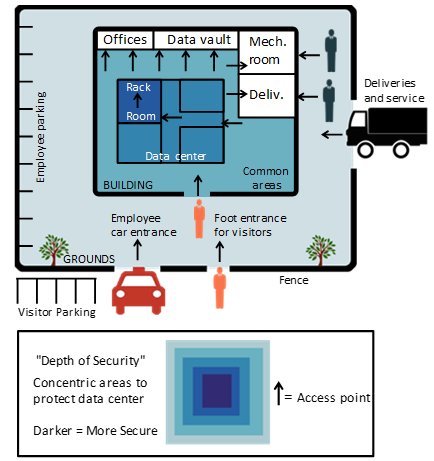 Offices
Data vault
Mech.
room
Deliv.
Rack
Room
Data center
BUILDING
Common
areas
Employee parking
Deliveries
and service
Employee
car entrance
Foot entrance
for visitors
GROUNDS
Fence
Visitor Parking
"Depth of Security"
Concentric areas to
protect data center
Darker = More Secure
= Access point